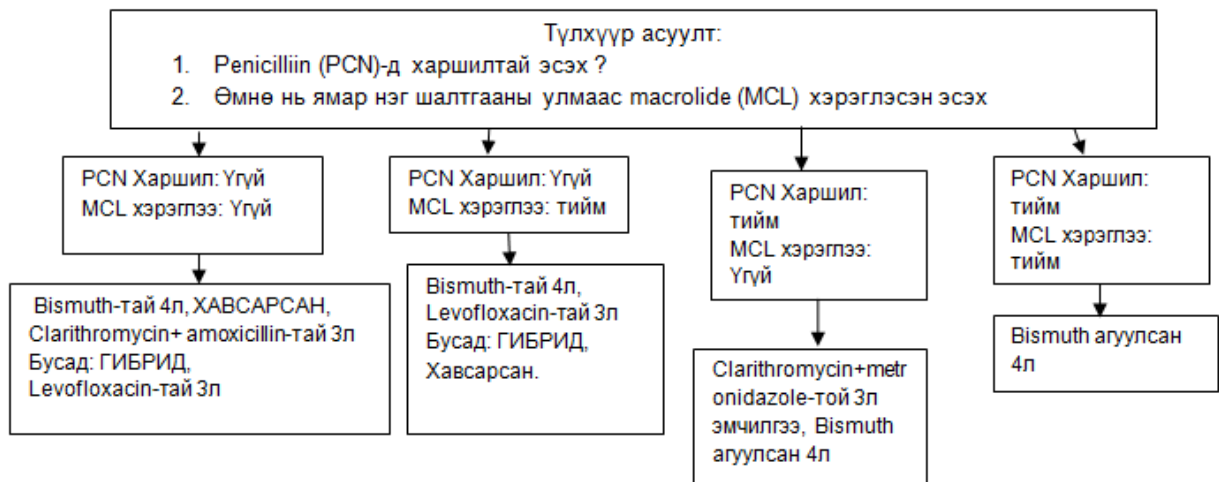 Түлхүүр асуулт:
1. Penicilliin (PCN)-д харшилтай эсэх ?
2. Өмнө нь ямар нэг шалтгааны улмаас macrolide (MCL) хэрэглэсэн эсэх
PCN Харшил: Үгүй
MCL хэрэглээ: Үгүй
PCN Харшил: Үгүй
MCL хэрэглээ: тийм
PCN Харшил:
тийм
MCL хэрэглээ:
Үгүй
PCN Харшил:
тийм
MCL хэрэглээ:
тийм
Bismuth-тай 4л, ХАВСАРСАН,
Clarithromycin+ amoxicillin-тай 3л
Бусад: ГИБРИД,
Levofloxacin-тай 3л
Bismuth-тай 4л,
Levofloxacin-тай 3л
Бусад: ГИБРИД,
Хавсарсан.
Clarithromycin+metr
onidazole-той 3л
эмчилгээ, Bismuth
агуулсан 4л
Bismuth агуулсан
4л